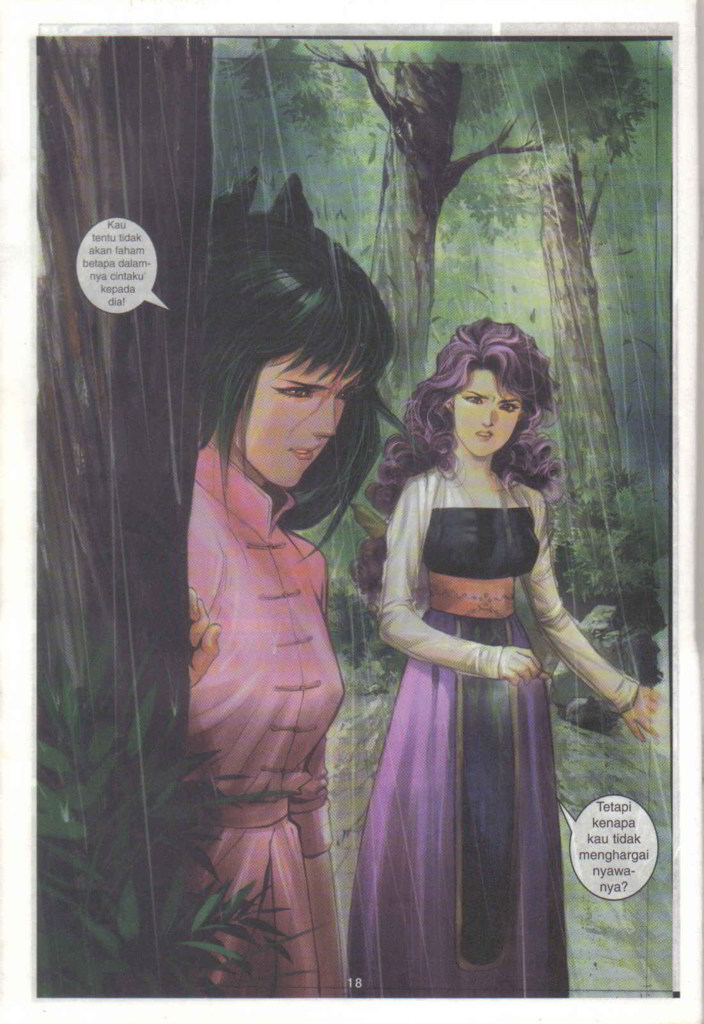 Kau
tentu tidak
akan faham
betapa dalam-
nya cintaku
kepada
dia!
Tetapi
kenapa
kau tidak
menghargai
nyawa-
nya?
18